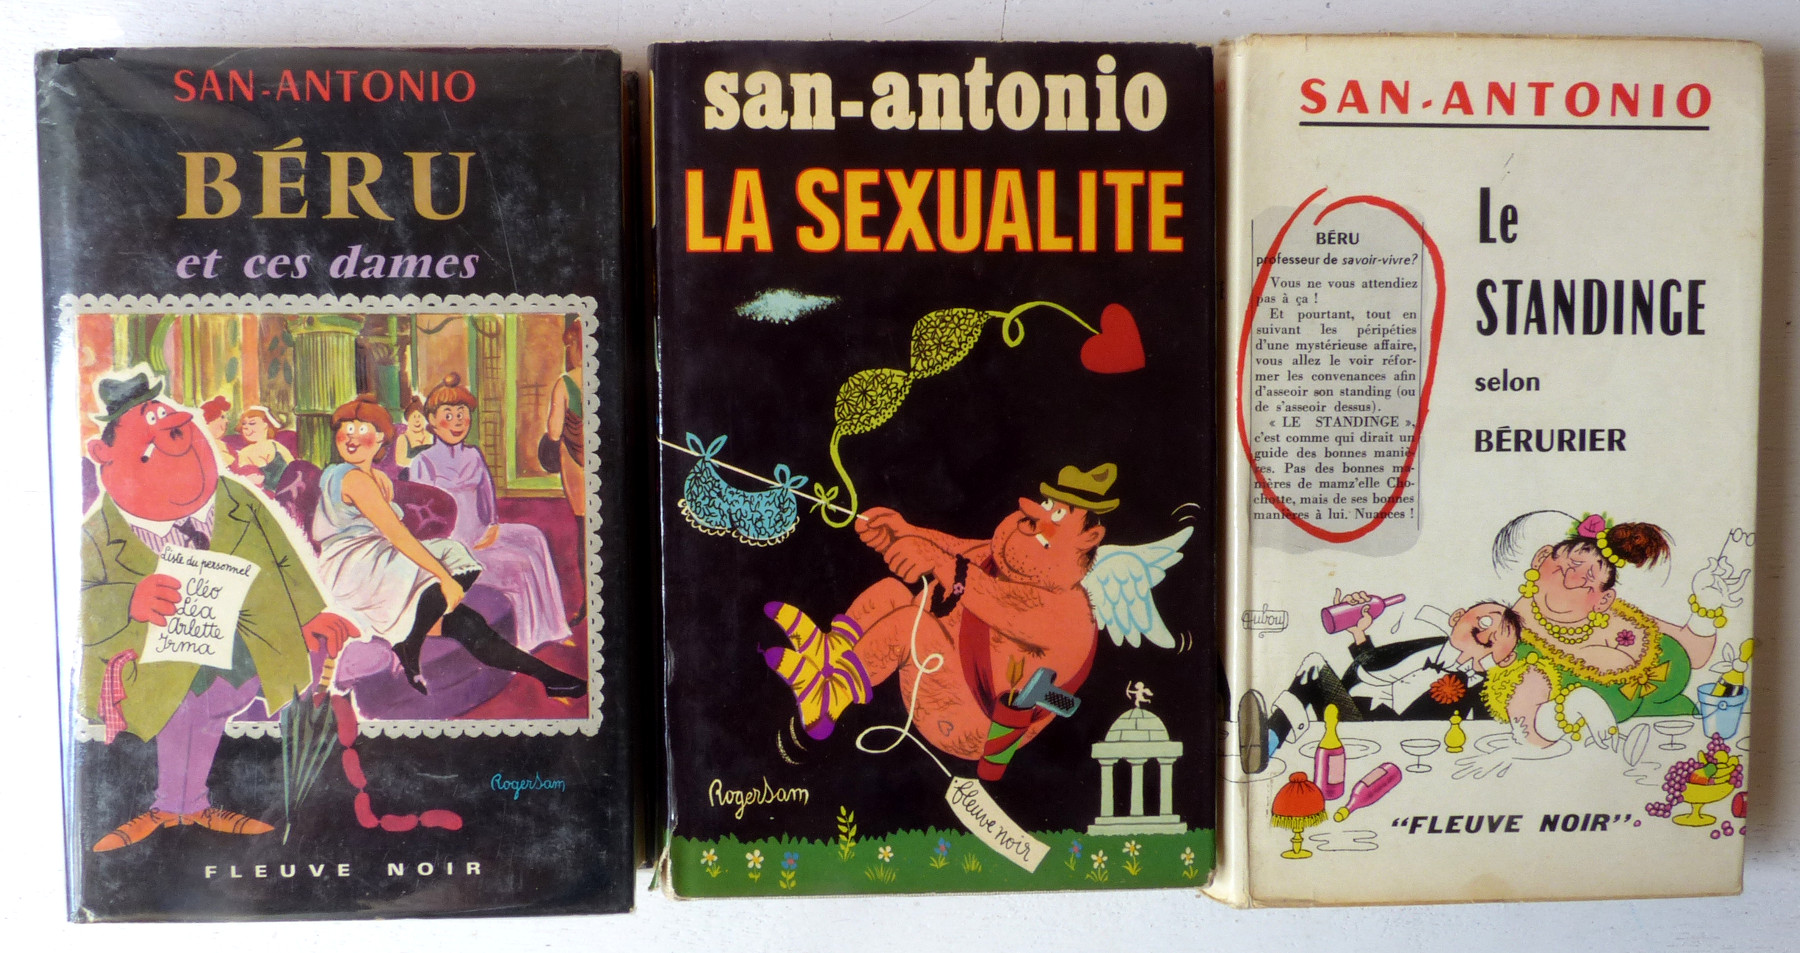 SAN-ANTONIO
BÉRU
et ces dames
Liste du personnel
Cléo
Léa
Arlette
Irma
RogerSam
FLEUVE NOIR
san-antonio
LA SEXUALITE
RogerSam
fleuve noir
SAN-ANTONIO
Le
STANDINGE
selon
BÉRURIER
BÉRU
professeur de savoir-vivre?
Vous ne vous attendiez
pas à ça !
Et pourtant, tout en
suivant les péripéties
d'une mystérieuse affaire,
vous allez le voir réfor-
mer les convenances afin
d'asseoir son standing (ou
de s'asseoir dessus).
« LE STANDINGE »,
c'est comme qui dirait un
guide des bonnes maniè-
res. Pas des bonnes ma-
nières de mamz'elle Cho-
chotte, mais de ses bonnes
manières à lui. Nuances !
dubout
"FLEUVE NOIR"